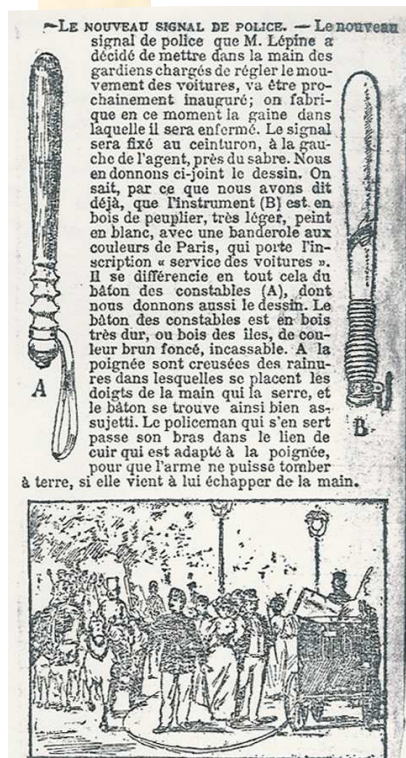 —LE NOUVEAU SIGNAL DE POLICE. — Le nouveau
signal de police que M. Lépine a
décidé de mettre dans la main des
gardiens chargés de régler le mou-
vement des voitures, va être pro-
chainement inauguré; on fabri-
que en ce moment la gaine dans
laquelle il sera enfermé. Le signal
sera fixé au ceinturon, à la gau-
che de l'agent, près du sabre. Nous
en donnons ci-joint le dessin. On
sait, par ce que nous avons dit
déjà, que l'instrument (B) est en
bois de peuplier, très léger, peint
en blanc, avec une banderole aux
couleurs de Paris, qui porte l'in-
scription « service des voitures ».
Il se différencie en tout cela du
bâton des constables (A), dont
nous donnons aussi le dessin. Le
bâton des constables est en bois
très dur, ou bois des iles, de cou-
leur brun foncé, incassable. A la
poignée sont creusées des rainu-
res dans lesquelles se placent les
doigts de la main qui la serre, et
le bâton se trouve ainsi bien as-
sujetti. Le policeman qui s'en sert
passe son bras dans le lien de
cuir qui est adapté à la poignée,
pour que l'arme ne puisse tomber
à terre, si elle vient à lui échapper de la main.
A
B